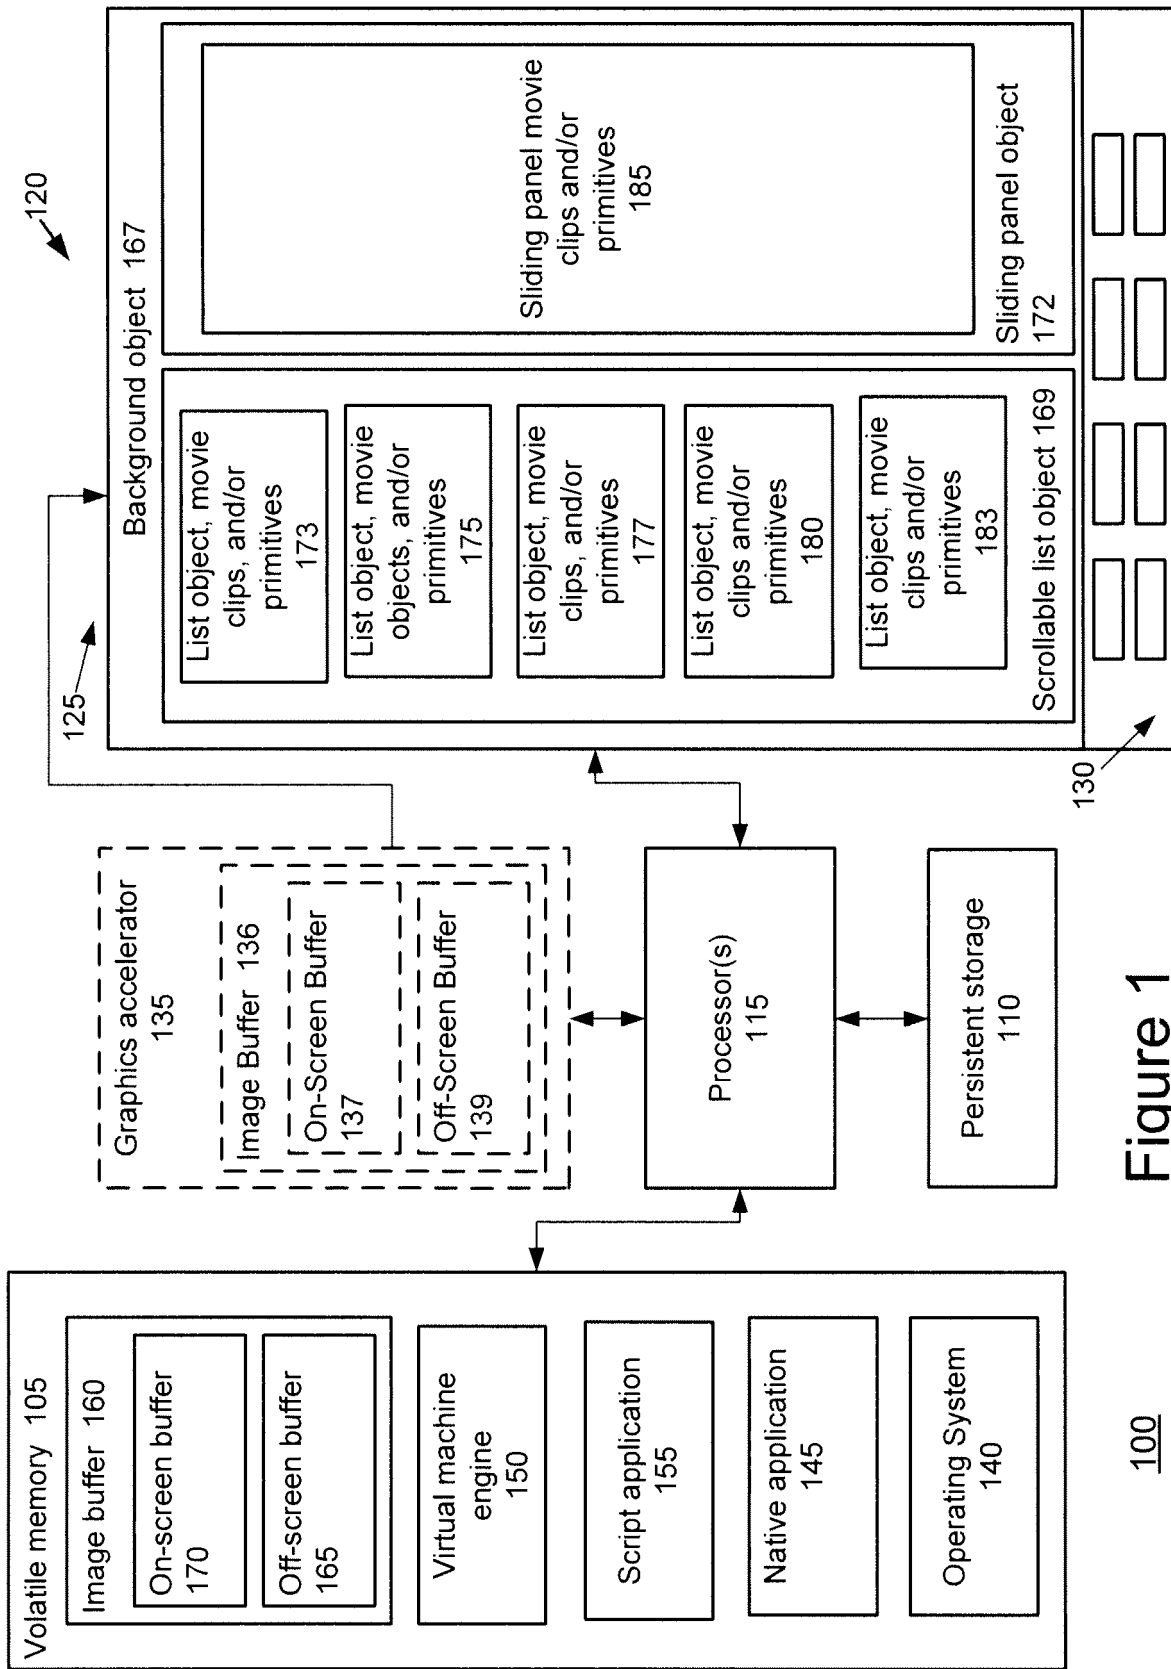 Volatile memory 105
Image buffer 160
On-screen buffer
170
Off-screen buffer
165
Virtual machine
engine
150
Script application
155
Native application
145
Operating System
140
Graphics accelerator
135
Image Buffer 136
On-Screen Buffer
137
Off-Screen Buffer
139
Processor(s)
115
Persistent storage
110
120
125
Background object 167
List object, movie
clips, and/or
primitives
173
List object, movie
objects, and/or
primitives
175
List object, movie
clips, and/or
primitives
177
List object, movie
clips and/or
primitives
180
List object, movie
clips and/or
primitives
183
Scrollable list object 169
Sliding panel movie
clips and/or
primitives
185
Sliding panel object
172
130
100
Figure 1